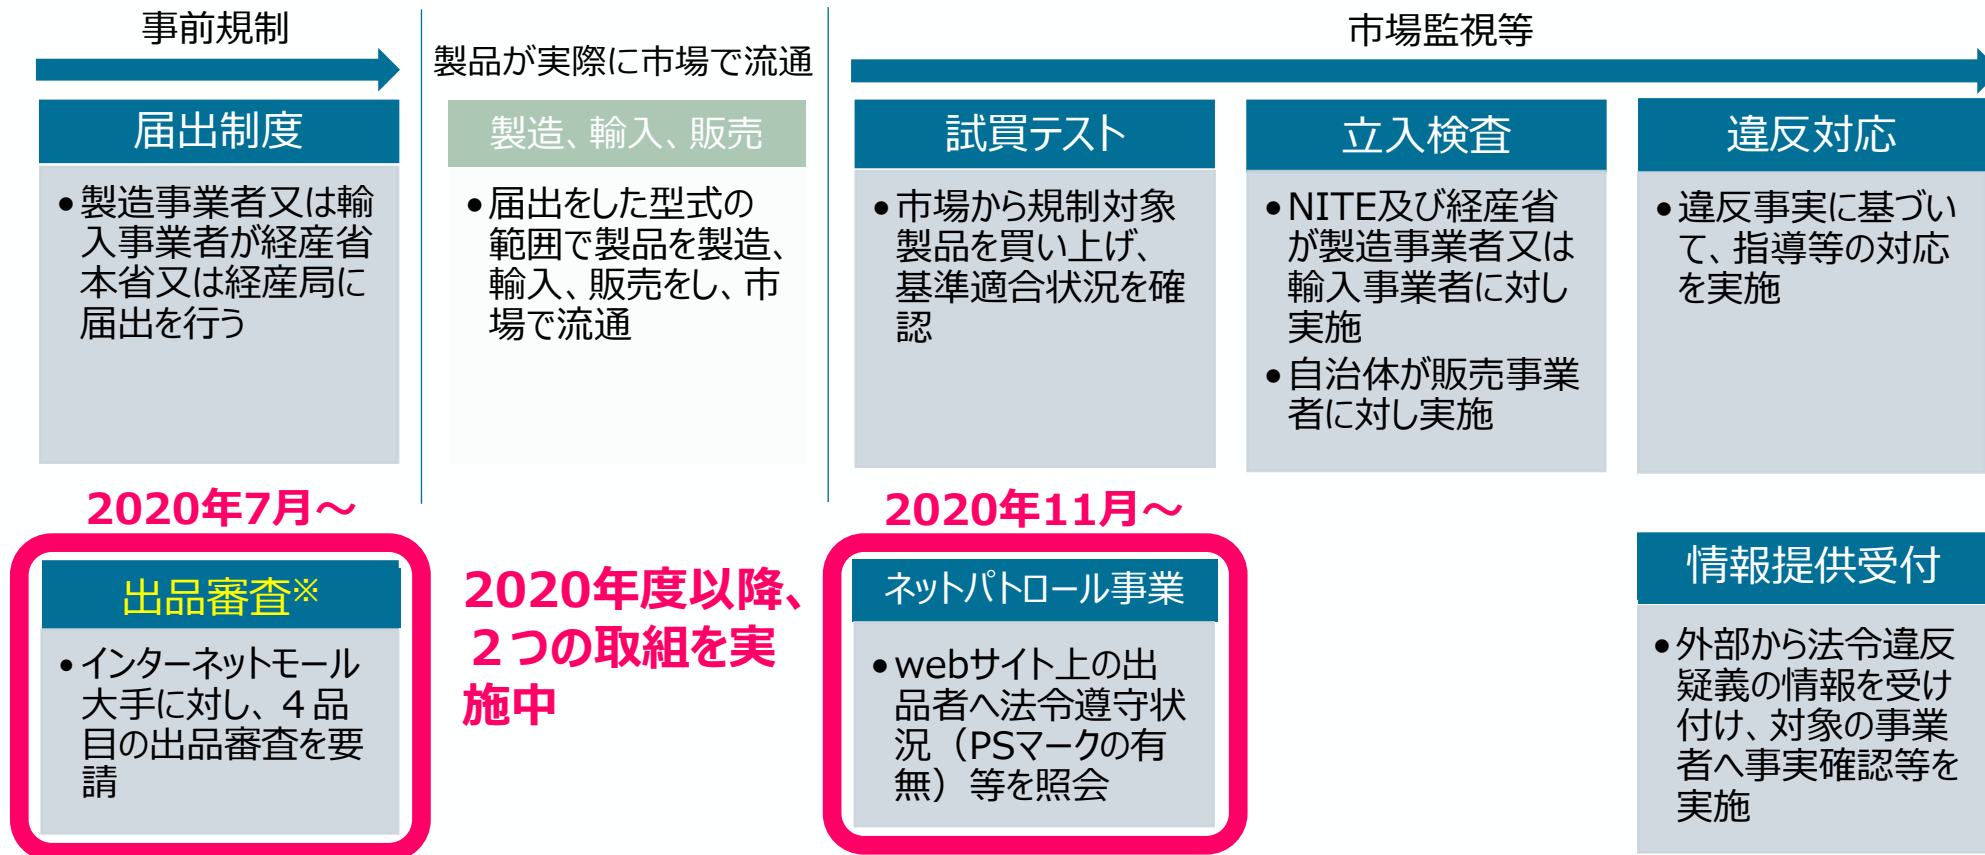 事前規制
製品が実際に市場で流通
市場監視等
届出制度
•製造事業者又は輸
入事業者が経産省
本省又は経産局に
届出を行う
製造、輸入、販売
•届出をした型式の
範囲で製品を製造、
輸入、販売をし、市
場で流通
試買テスト
•市場から規制対象
製品を買い上げ、
基準適合状況を確
認
立入検査
•NITE及び経産省
が製造事業者又は
輸入事業者に対し
実施
•自治体が販売事業
者に対し実施
違反対応
•違反事実に基づい
て、指導等の対応
を実施
2020年7月～
出品審査※
•インターネットモール
大手に対し、４品
目の出品審査を要
請
2020年度以降、
２つの取組を実
施中
2020年11月～
ネットパトロール事業
•webサイト上の出
品者へ法令遵守状
況（PSマークの有
無）等を照会
情報提供受付
•外部から法令違反
疑義の情報を受け
付け、対象の事業
者へ事実確認等を
実施